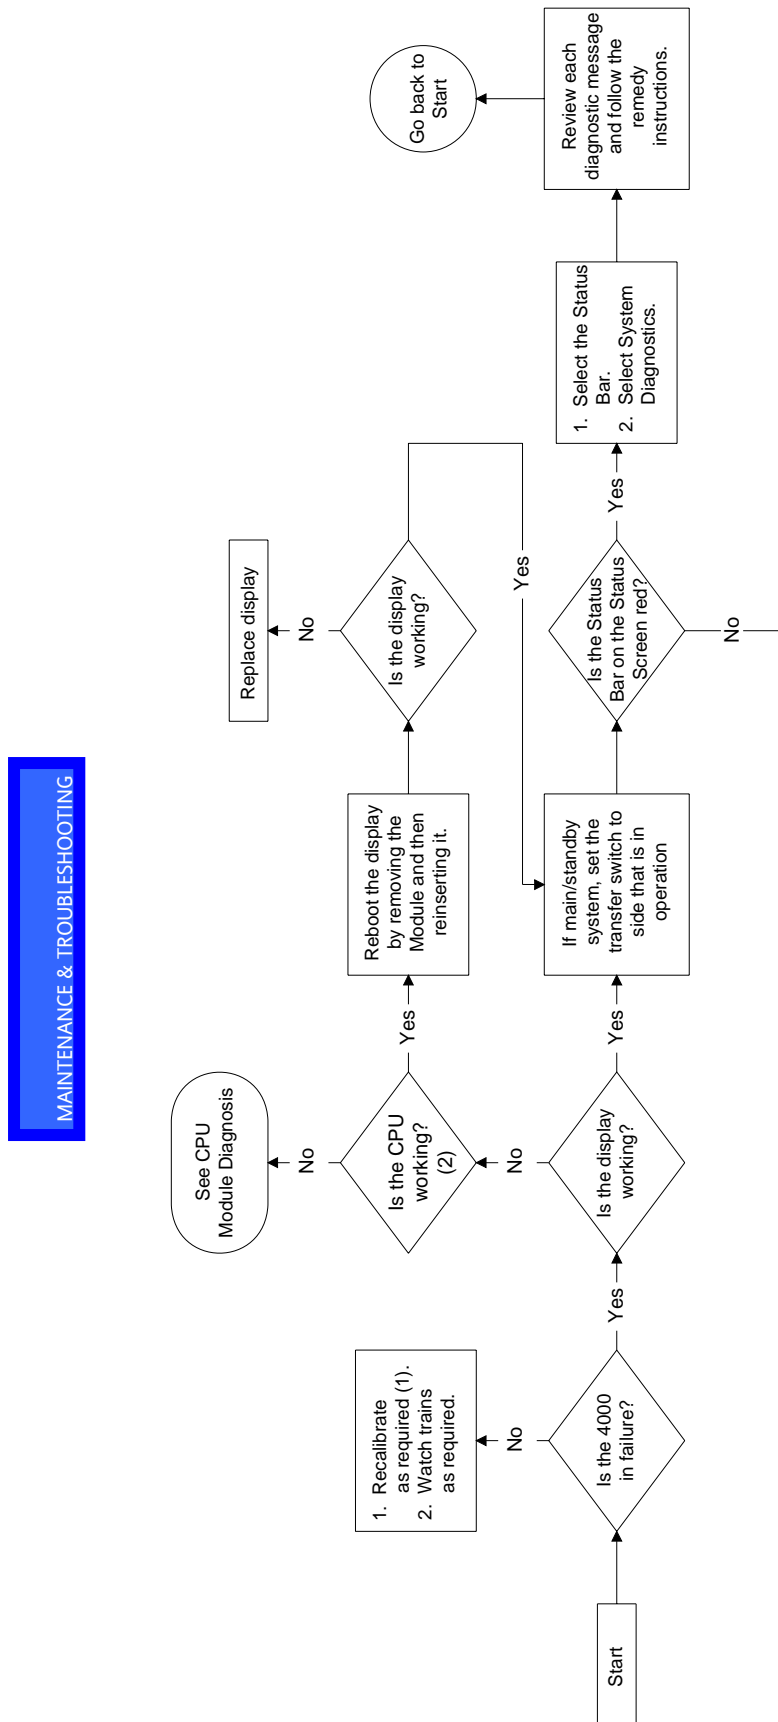 MAINTENANCE & TROUBLESHOOTING
Start
Is the 4000
in failure?
No
1. Recalibrate
as required (1).
2. Watch trains
as required.
Yes
Is the display
working?
No
Is the CPU
working?
(2)
No
See CPU
Module Diagnosis
Yes
Reboot the display
by removing the
Module and then
reinserting it.
Is the display
working?
No
Replace display
Yes
Yes
If main/standby
system, set the
transfer switch to
side that is in
operation
Is the Status
Bar on the Status
Screen red?
No
Yes
1. Select the Status
Bar.
2. Select System
Diagnostics.
Review each
diagnostic message
and follow the
remedy
instructions.
Go back to
Start